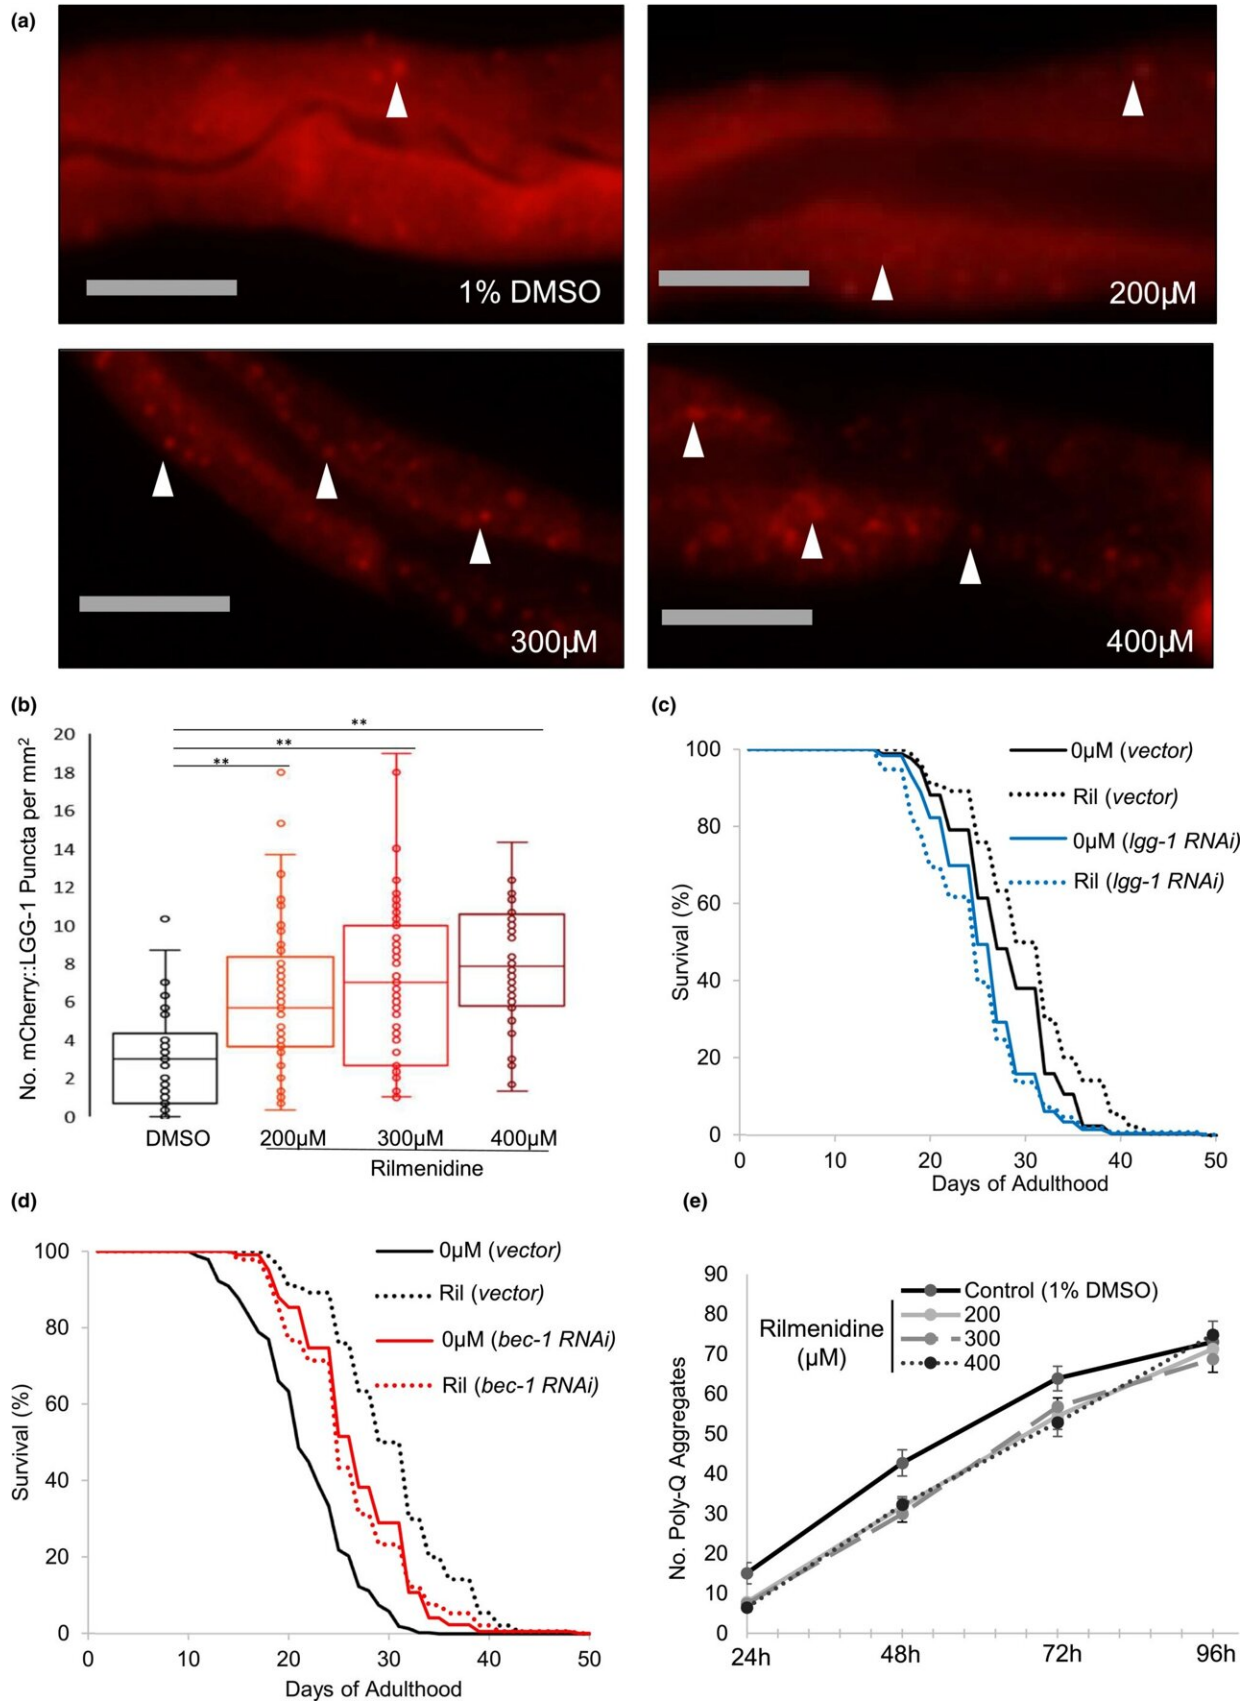 (a)
1% DMSO
200µM
300µM
400µM
(b)
No. mCherry::LGG-1 Puncta per mm²
20
18
16
14
12
10
8
6
4
2
0
**
**
**
DMSO
200µM
300µM
400µM
Rilmenidine
(c)
Survival (%)
100
80
60
40
20
0
0µM (vector)
Ril (vector)
0µM (lgg-1 RNAi)
Ril (lgg-1 RNAi)
0
10
20
30
40
50
Days of Adulthood
(d)
Survival (%)
100
80
60
40
20
0
0µM (vector)
Ril (vector)
0µM (bec-1 RNAi)
Ril (bec-1 RNAi)
0
10
20
30
40
50
Days of Adulthood
(e)
No. Poly-Q Aggregates
90
80
70
60
50
40
30
20
10
0
Control (1% DMSO)
Rilmenidine
(µM)
200
300
400
24h
48h
72h
96h